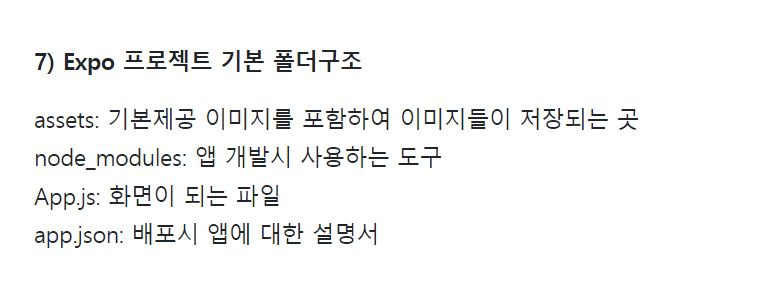 7) Expo 프로젝트 기본 폴더구조
assets: 기본제공 이미지를 포함하여 이미지들이 저장되는 곳
node_modules: 앱 개발시 사용하는 도구
App.js: 화면이 되는 파일
app.json: 배포시 앱에 대한 설명서